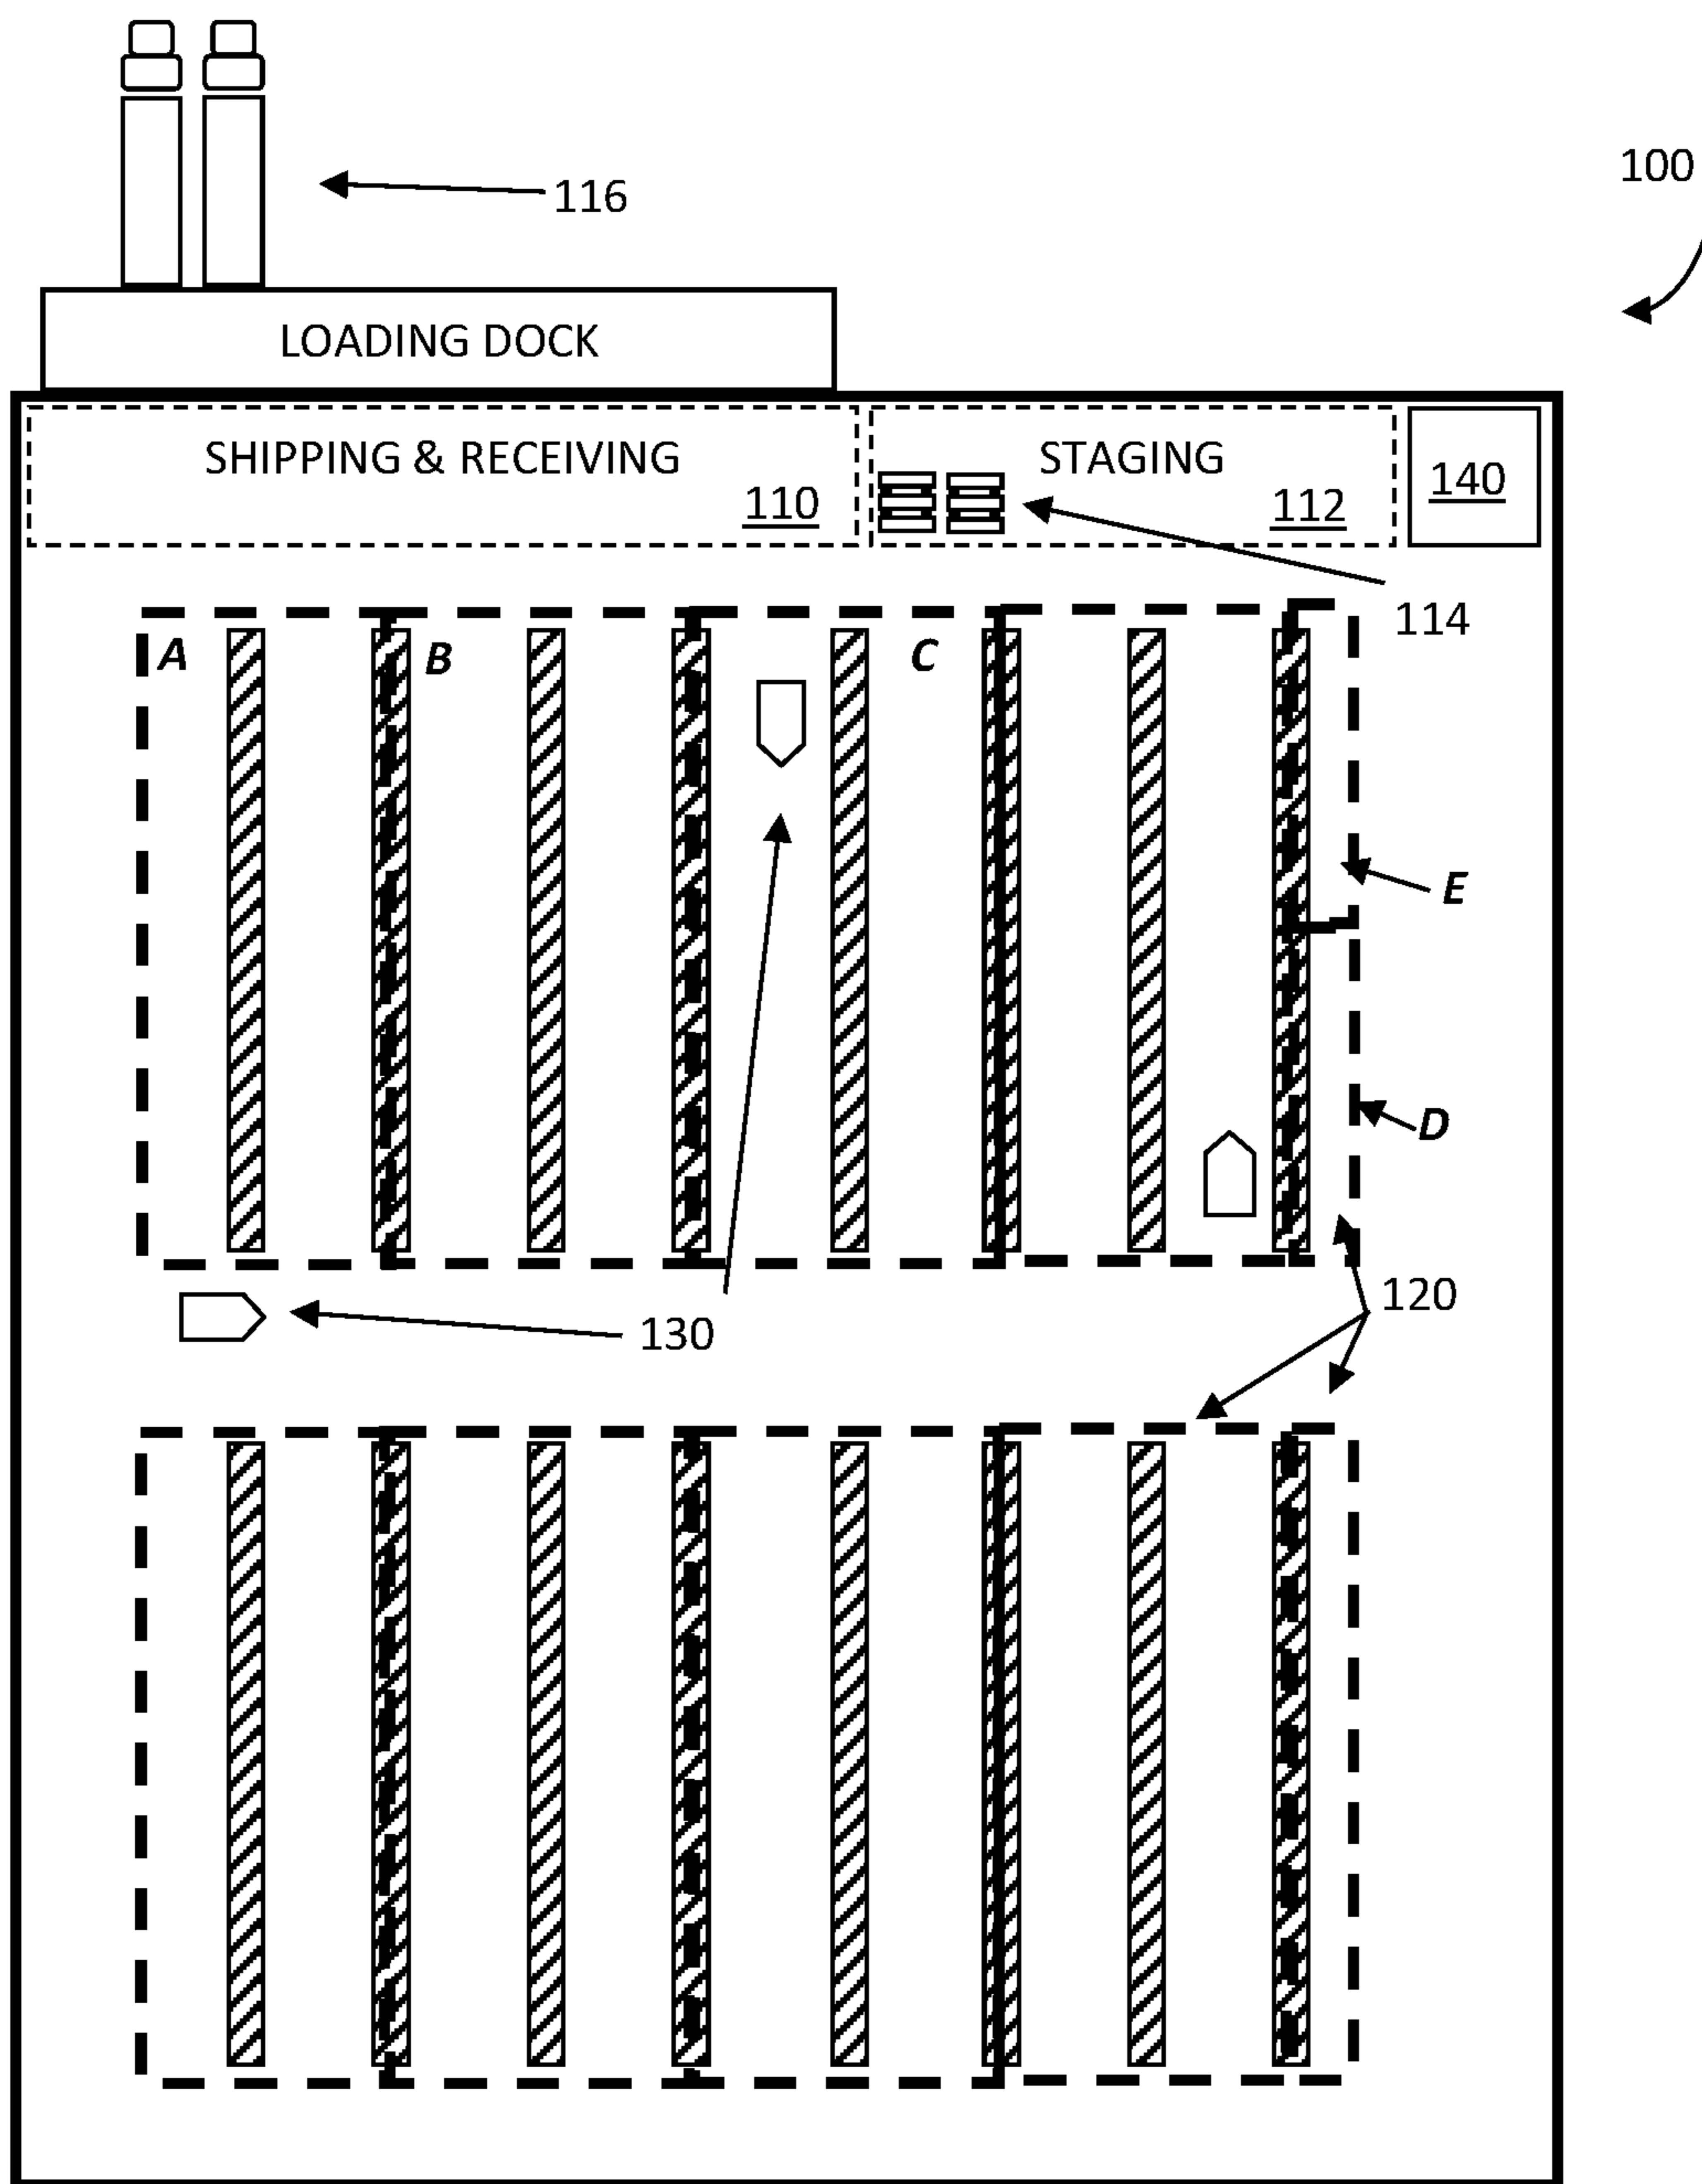 100
116
LOADING DOCK
SHIPPING & RECEIVING
110
STAGING
112
140
114
A
B
C
E
D
120
130